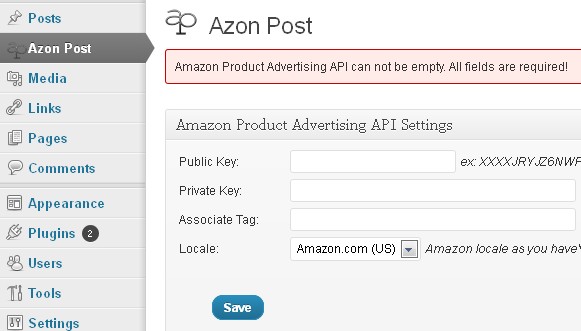 Posts
Azon Post
Media
Links
Pages
Comments
Appearance
Plugins 2
Users
Tools
Settings
ap Azon Post
Amazon Product Advertising API can not be empty. All fields are required!
Amazon Product Advertising API Settings
Public Key: ex: XXXXJRYJZ6NWF
Private Key:
Associate Tag:
Locale: Amazon.com (US) Amazon locale as you have
Save